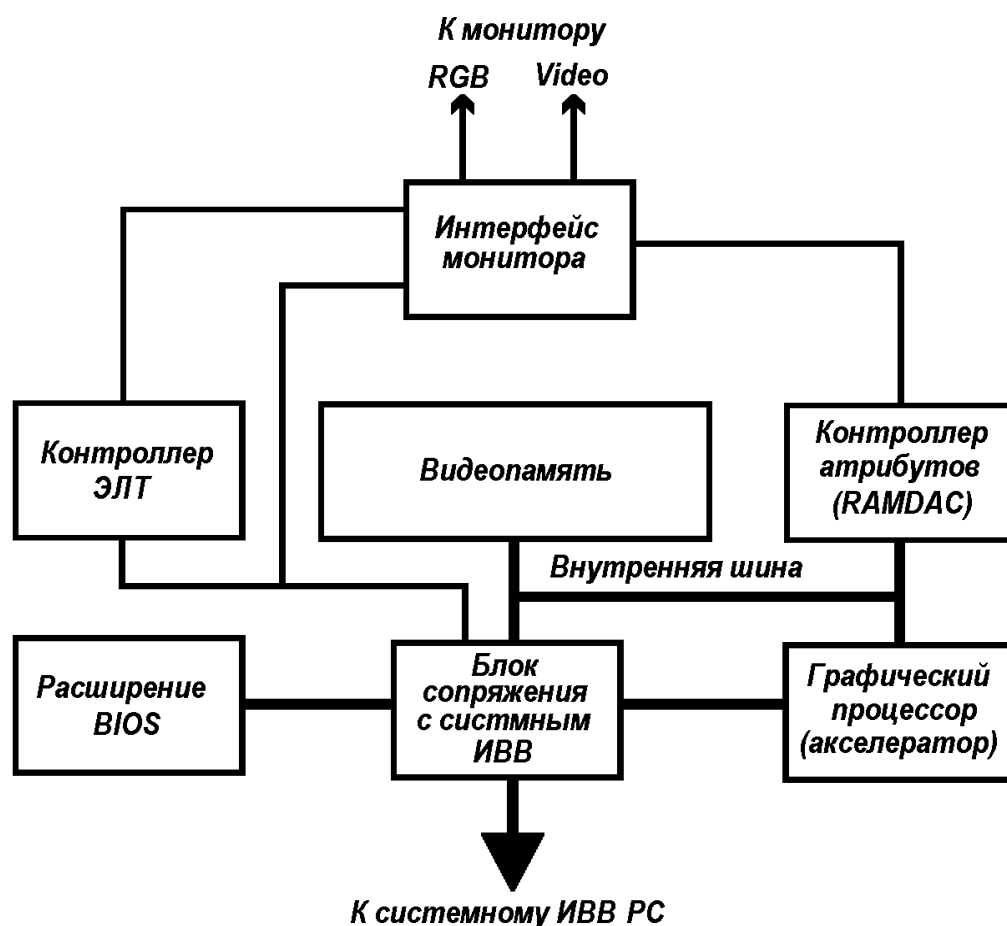 К монитору
RGB Video
Интерфейс
монитора
Контроллер
ЭЛТ
Видеопамять
Контроллер
атрибутов
(RAMDAC)
Внутренняя шина
Расширение
BIOS
Блок
сопряжения
с систмным
ИВВ
Графический
процессор
(акселератор)
К системному ИВВ PC